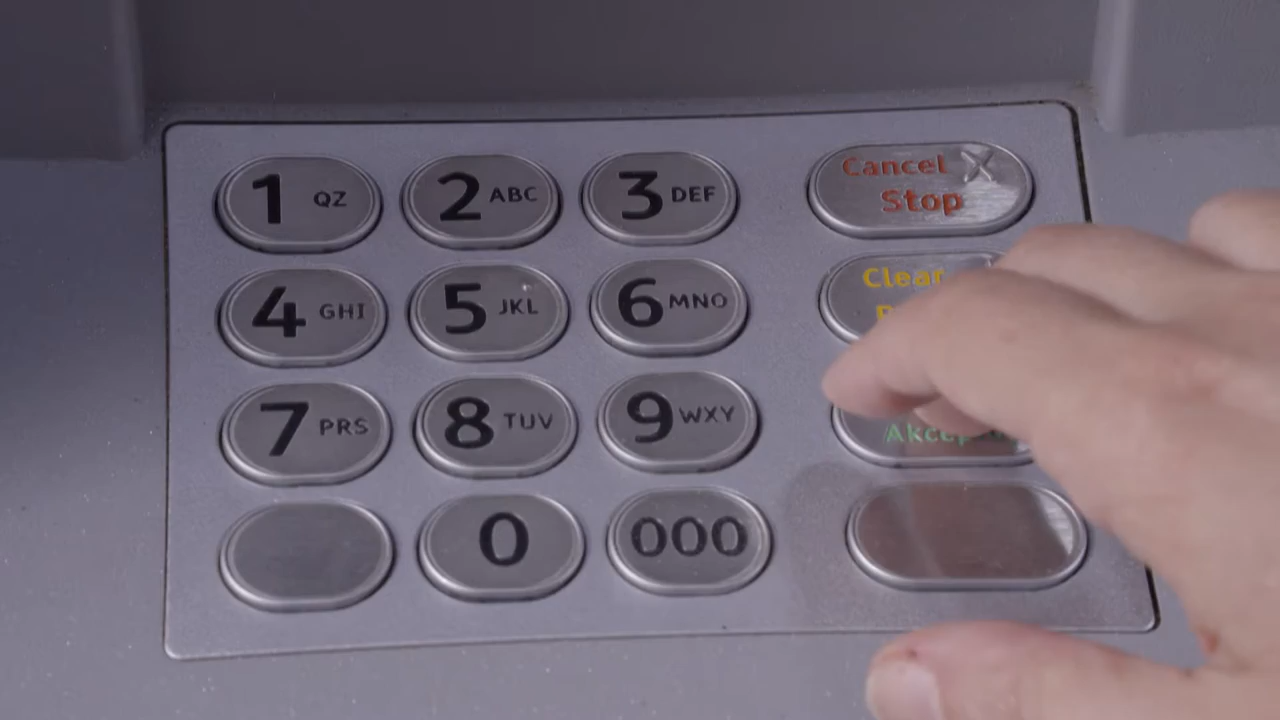 1 QZ 2 ABC 3 DEF Cancel
Stop
4 GHI 5 JKL 6 MNO Clear
7 PRS 8 TUV 9 WXY
0 000